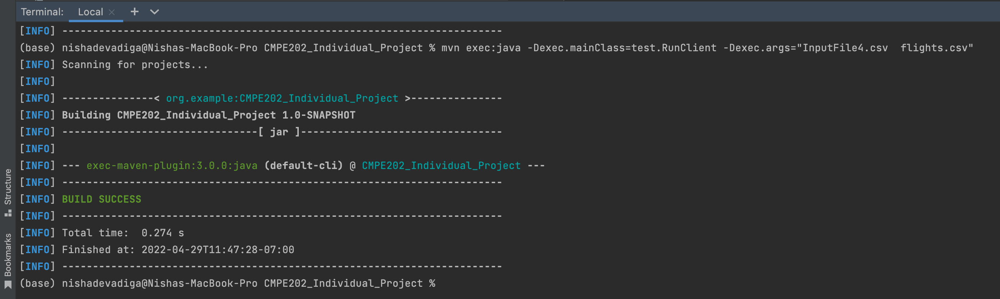 Terminal: Local × + 
[INFO] ------------------------------------------------------------------------
(base) nishadevadiga@Nishas-MacBook-Pro CMPE202_Individual_Project % mvn exec:java -Dexec.mainClass=test.RunClient -Dexec.args="InputFile4.csv  flights.csv"
[INFO] Scanning for projects...
[INFO]
[INFO] ---------------< org.example:CMPE202_Individual_Project >---------------
[INFO] Building CMPE202_Individual_Project 1.0-SNAPSHOT
[INFO] --------------------------------[ jar ]---------------------------------
[INFO]
[INFO] --- exec-maven-plugin:3.0.0:java (default-cli) @ CMPE202_Individual_Project ---
[INFO] ------------------------------------------------------------------------
[INFO] BUILD SUCCESS
[INFO] ------------------------------------------------------------------------
[INFO] Total time:  0.274 s
[INFO] Finished at: 2022-04-29T11:47:28-07:00
[INFO] ------------------------------------------------------------------------
(base) nishadevadiga@Nishas-MacBook-Pro CMPE202_Individual_Project %
Structure
Bookmarks